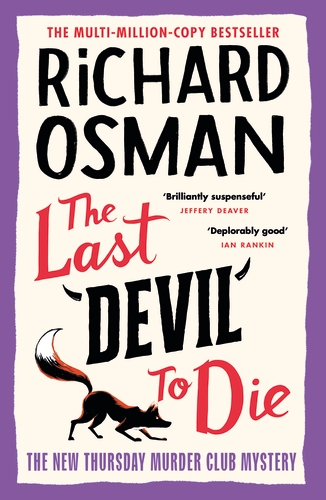 THE MULTI-MILLION-COPY BESTSELLER
RiCHARD
OSMAN
The
Last
'Brilliantly suspenseful'
JEFFERY DEAVER
'Deplorably good'
IAN RANKIN
'DEVIL'
To Die
THE NEW THURSDAY MURDER CLUB MYSTERY